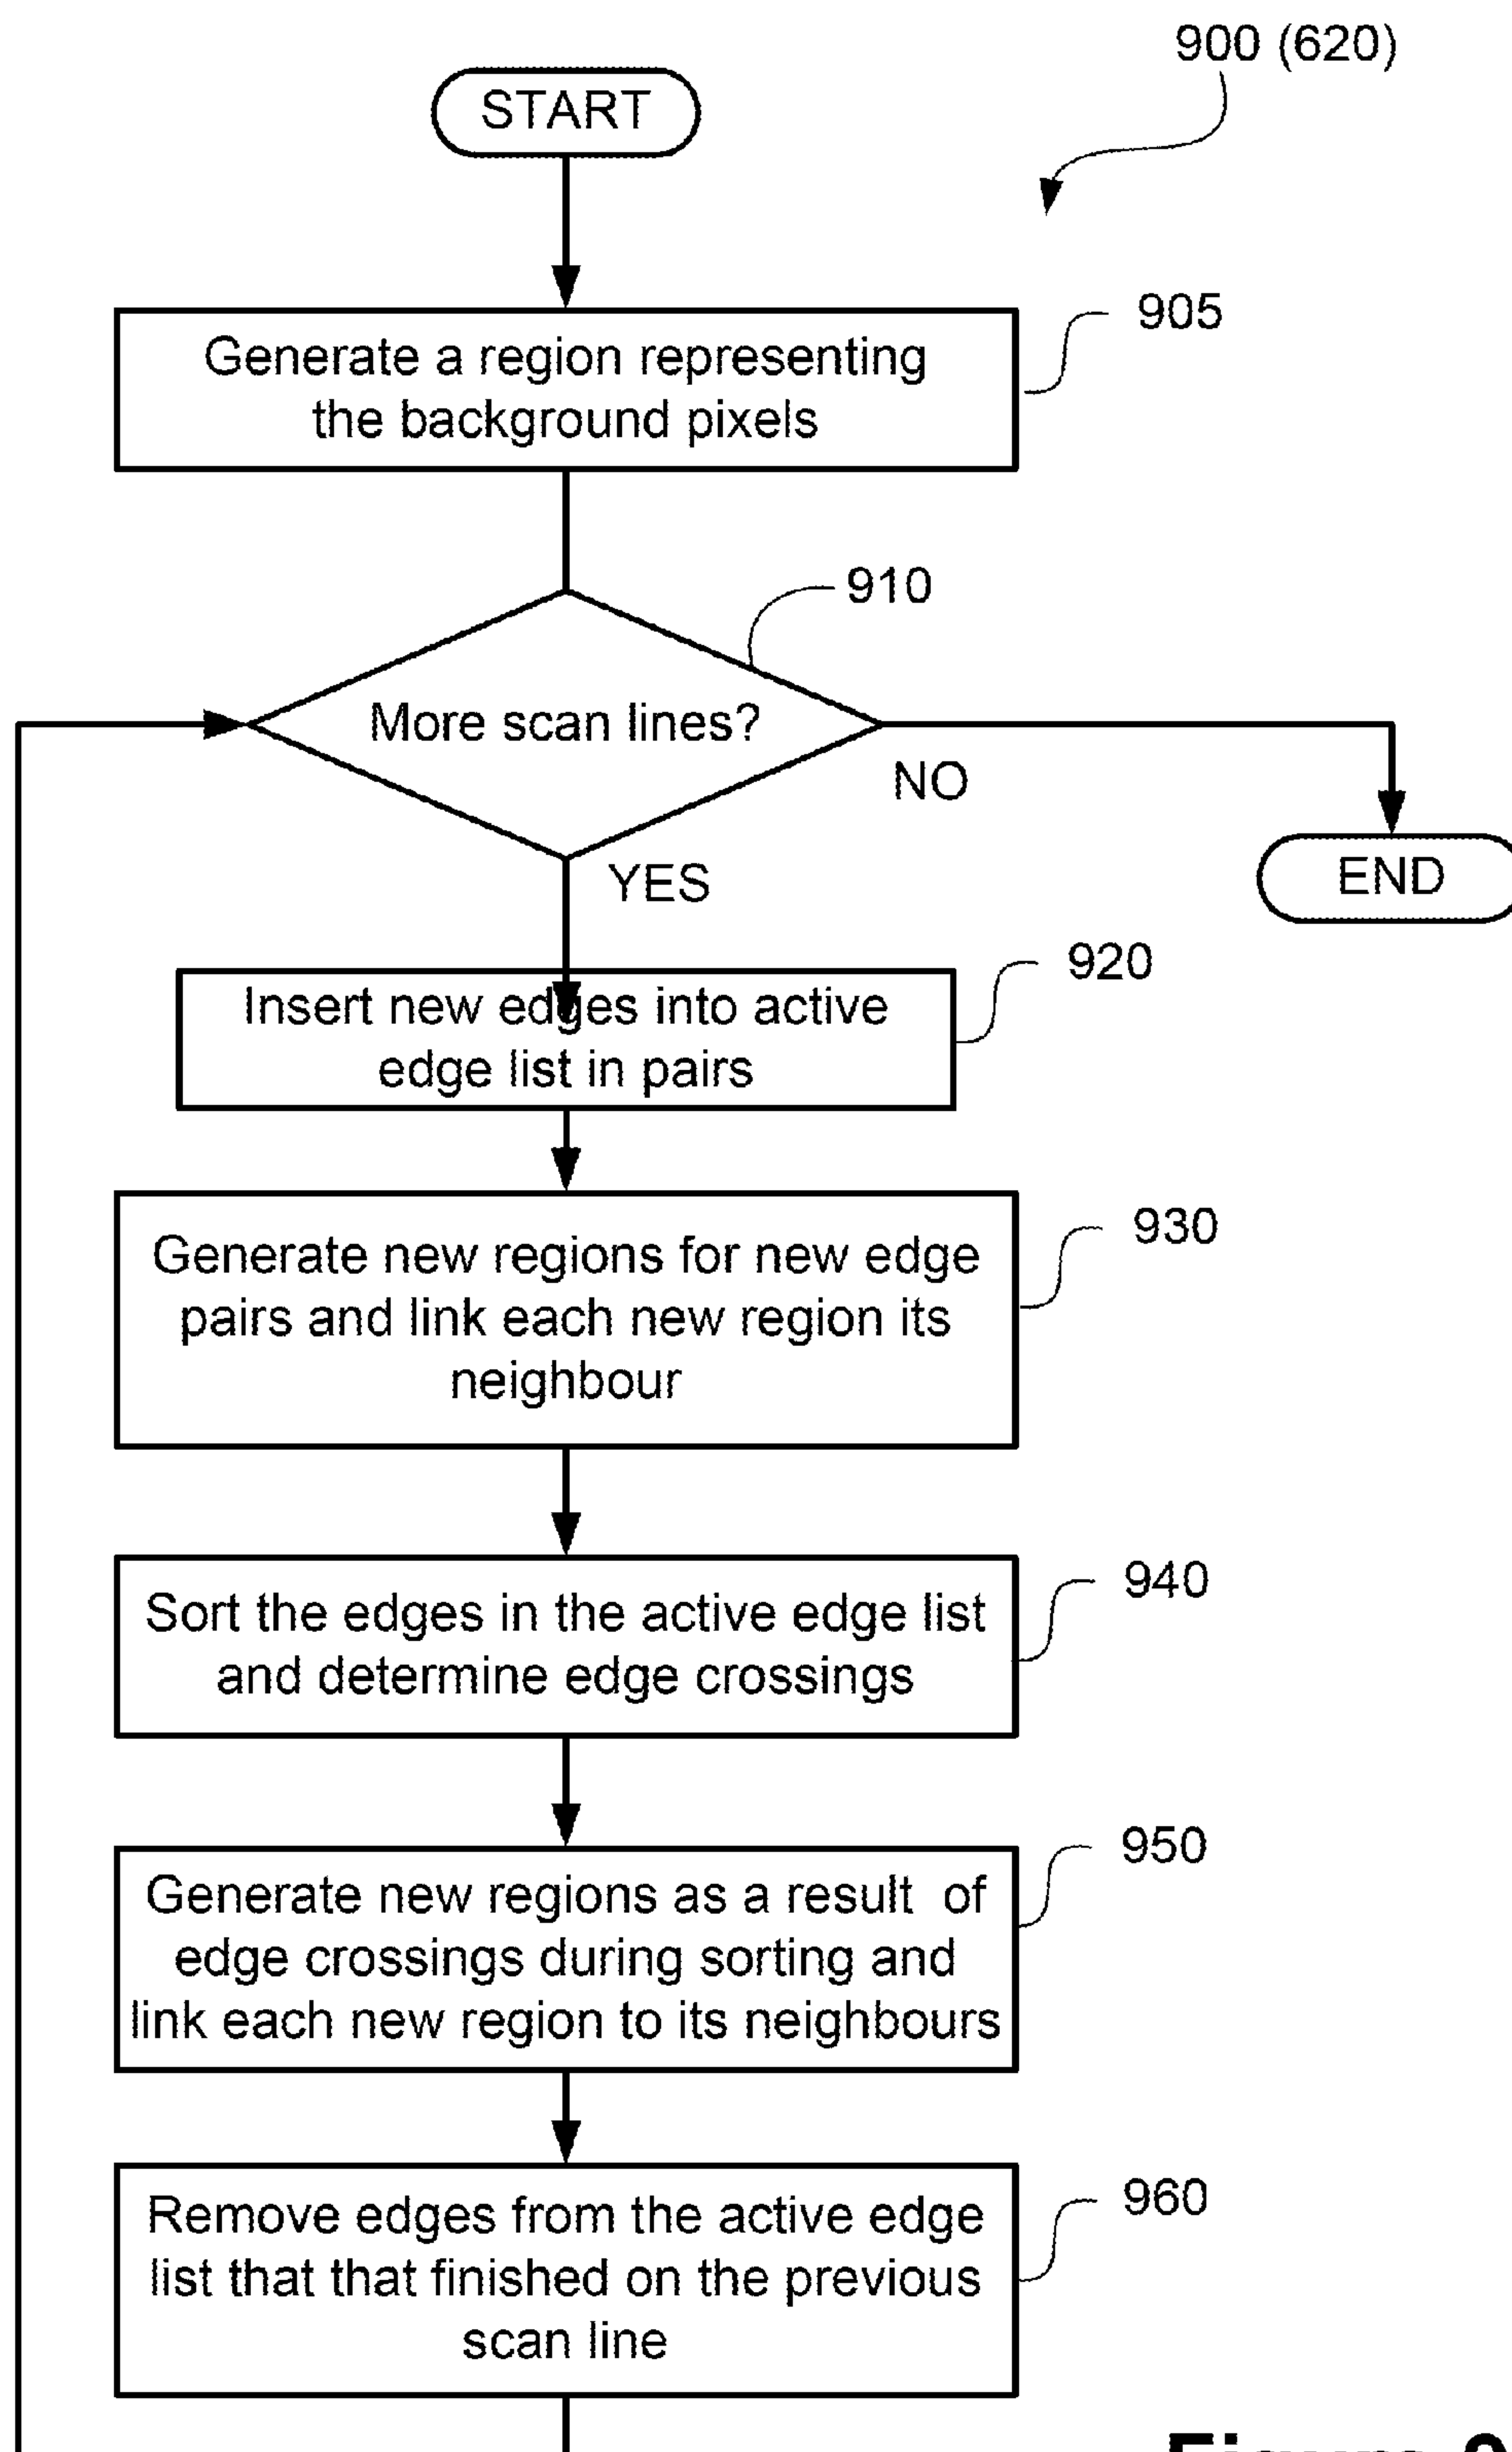 900 (620)
START
905
Generate a region representing
the background pixels
910
More scan lines?
NO
YES
END
920
Insert new edges into active
edge list in pairs
930
Generate new regions for new edge
pairs and link each new region its
neighbour
940
Sort the edges in the active edge list
and determine edge crossings
950
Generate new regions as a result of
edge crossings during sorting and
link each new region to its neighbours
960
Remove edges from the active edge
list that that finished on the previous
scan line